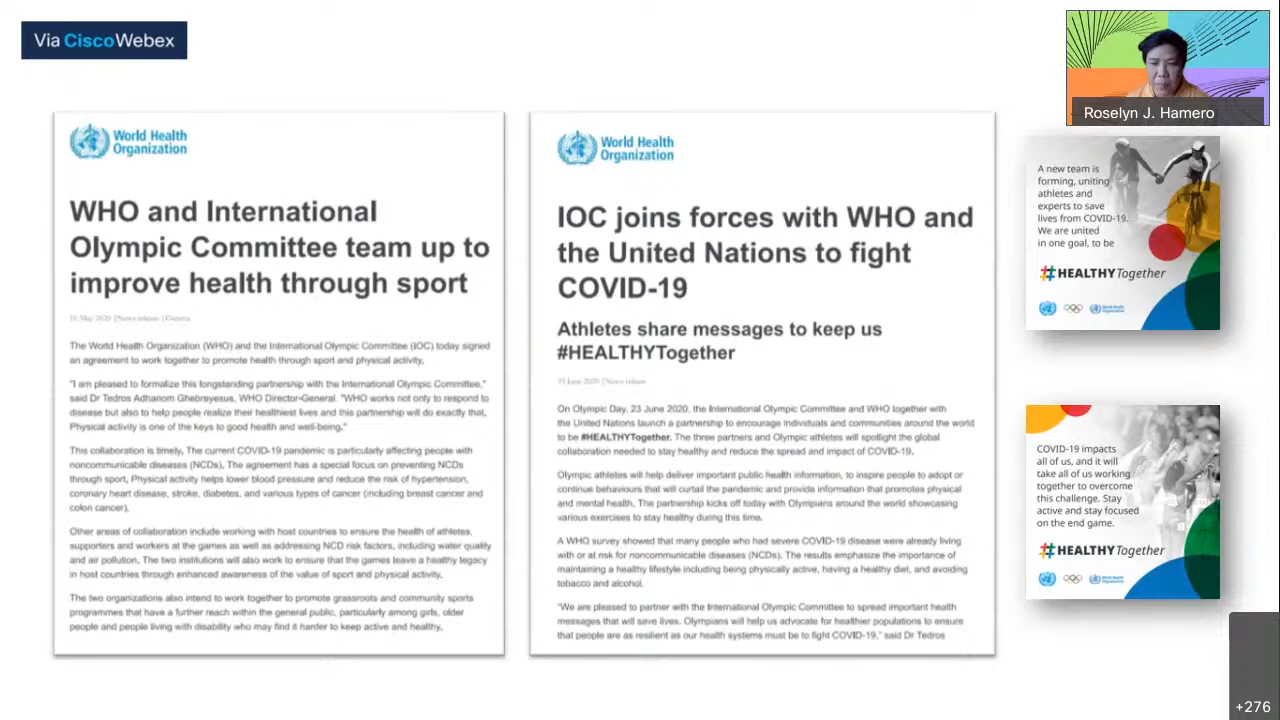 Via CiscoWebex
World Health
Organization
WHO and International
Olympic Committee team up to
improve health through sport
May 2020 | News release | Geneva
The World Health Organization (WHO) and the International Olympic Committee (IOC) today signed
an agreement to work together to promote health through sport and physical activity.
"I am pleased to formalize this longstanding partnership with the International Olympic Committee,"
said Dr Tedros Adhanom Ghebreyesus, WHO Director-General. "WHO works not only to respond to
disease but also to help people realize their healthiest lives and this partnership will do exactly that.
Physical activity is one of the keys to good health and well-being."
This collaboration is timely. The current COVID-19 pandemic is particularly affecting people with
noncommunicable diseases (NCDs). The agreement has a special focus on preventing NCDs
through sport. Physical activity helps lower blood pressure and reduce the risk of hypertension,
coronary heart disease, stroke, diabetes, and various types of cancer (including breast cancer and
colon cancer).
Other areas of collaboration include working with host countries to ensure the health of athletes,
supporters and workers at the games as well as addressing NCD risk factors, including water quality
and air pollution. The two institutions will also work to ensure that the games leave a healthy legacy
in host countries through enhanced awareness of the value of sport and physical activity.
The two organizations also intend to work together to promote grassroots and community sports
programmes that have a further reach within the general public, particularly among girls, older
people and people living with disability who may find it harder to keep active and healthy.
World Health
Organization
IOC joins forces with WHO and
the United Nations to fight
COVID-19
Athletes share messages to keep us
#HEALTHYTogether
23 June 2020 | News release
On Olympic Day, 23 June 2020, the International Olympic Committee and WHO together with
the United Nations launch a partnership to encourage individuals and communities around the world
to be #HEALTHYTogether. The three partners and Olympic athletes will spotlight the global
collaboration needed to stay healthy and reduce the spread and impact of COVID-19.
Olympic athletes will help deliver important public health information, to inspire people to adopt or
continue behaviours that will curtail the pandemic and provide information that promotes physical
and mental health. The partnership kicks off today with Olympians around the world showcasing
various exercises to stay healthy during this time.
A WHO survey showed that many people who had severe COVID-19 disease were already living
with or at risk for noncommunicable diseases (NCDs). The results emphasize the importance of
maintaining a healthy lifestyle including being physically active, having a healthy diet, and avoiding
tobacco and alcohol.
"We are pleased to partner with the International Olympic Committee to spread important health
messages that will save lives. Olympians will help us advocate for healthier populations to ensure
that people are as resilient as our health systems must be to fight COVID-19," said Dr Tedros
Roselyn J. Hamero
A new team is
forming, uniting
athletes and
experts to save
lives from COVID-19.
We are united
in one goal, to be
#HEALTHYTogether
World Health
Organization
COVID-19 impacts
all of us, and it will
take all of us working
together to overcome
this challenge. Stay
active and stay focused
on the end game.
#HEALTHYTogether
World Health
Organization
+276